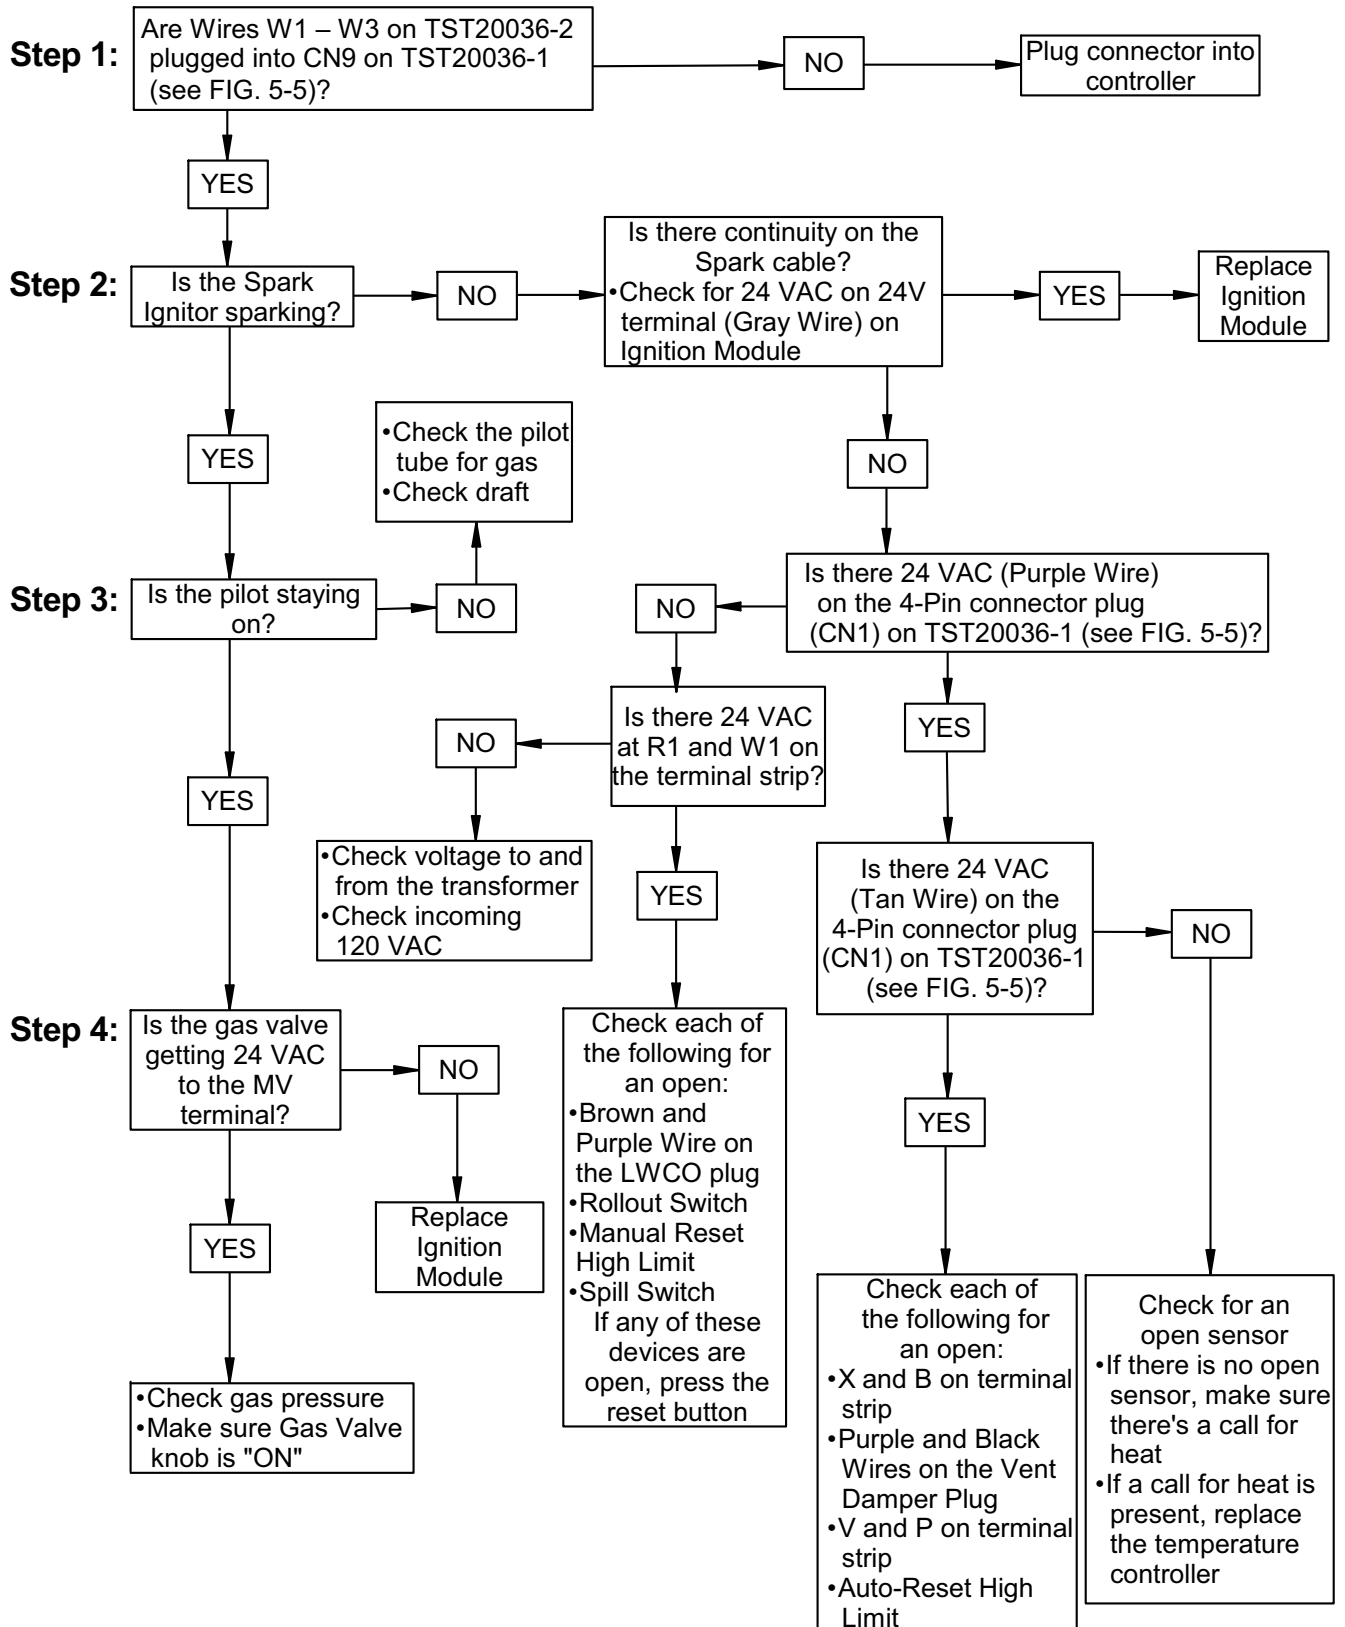 Step 1:
Are Wires W1 – W3 on TST20036-2
plugged into CN9 on TST20036-1
(see FIG. 5-5)?
NO
Plug connector into
controller
YES
Step 2:
Is the Spark
Ignitor sparking?
NO
Is there continuity on the
Spark cable?
•Check for 24 VAC on 24V
terminal (Gray Wire) on
Ignition Module
YES
Replace
Ignition
Module
YES
•Check the pilot
tube for gas
•Check draft
NO
Step 3:
Is the pilot staying
on?
NO
NO
Is there 24 VAC (Purple Wire)
on the 4-Pin connector plug
(CN1) on TST20036-1 (see FIG. 5-5)?
YES
NO
Is there 24 VAC
at R1 and W1 on
the terminal strip?
YES
•Check voltage to and
from the transformer
•Check incoming
120 VAC
YES
Is there 24 VAC
(Tan Wire) on the
4-Pin connector plug
(CN1) on TST20036-1
(see FIG. 5-5)?
NO
Step 4:
Is the gas valve
getting 24 VAC
to the MV
terminal?
NO
Check each of
the following for
an open:
•Brown and
Purple Wire on
the LWCO plug
•Rollout Switch
•Manual Reset
High Limit
•Spill Switch
If any of these
devices are
open, press the
reset button
YES
YES
Replace
Ignition
Module
•Check gas pressure
•Make sure Gas Valve
knob is "ON"
Check each of
the following for
an open:
•X and B on terminal
strip
•Purple and Black
Wires on the Vent
Damper Plug
•V and P on terminal
strip
•Auto-Reset High
Limit
Check for an
open sensor
•If there is no open
sensor, make sure
there's a call for
heat
•If a call for heat is
present, replace
the temperature
controller